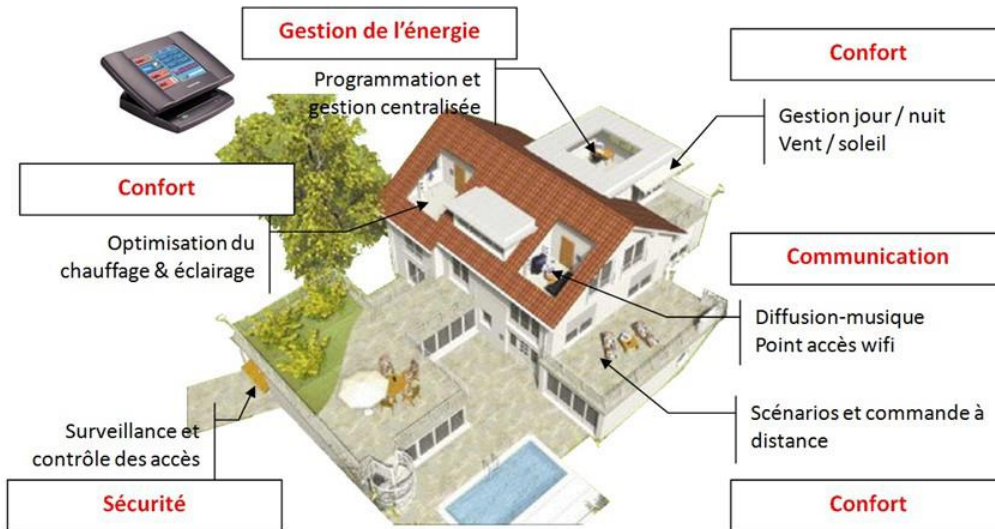 Gestion de l’énergie
Programmation et
gestion centralisée
Confort
Gestion jour / nuit
Vent / soleil
Confort
Optimisation du
chauffage & éclairage
Communication
Diffusion-musique
Point accès wifi
Scénarios et commande à
distance
Confort
Surveillance et
contrôle des accès
Sécurité